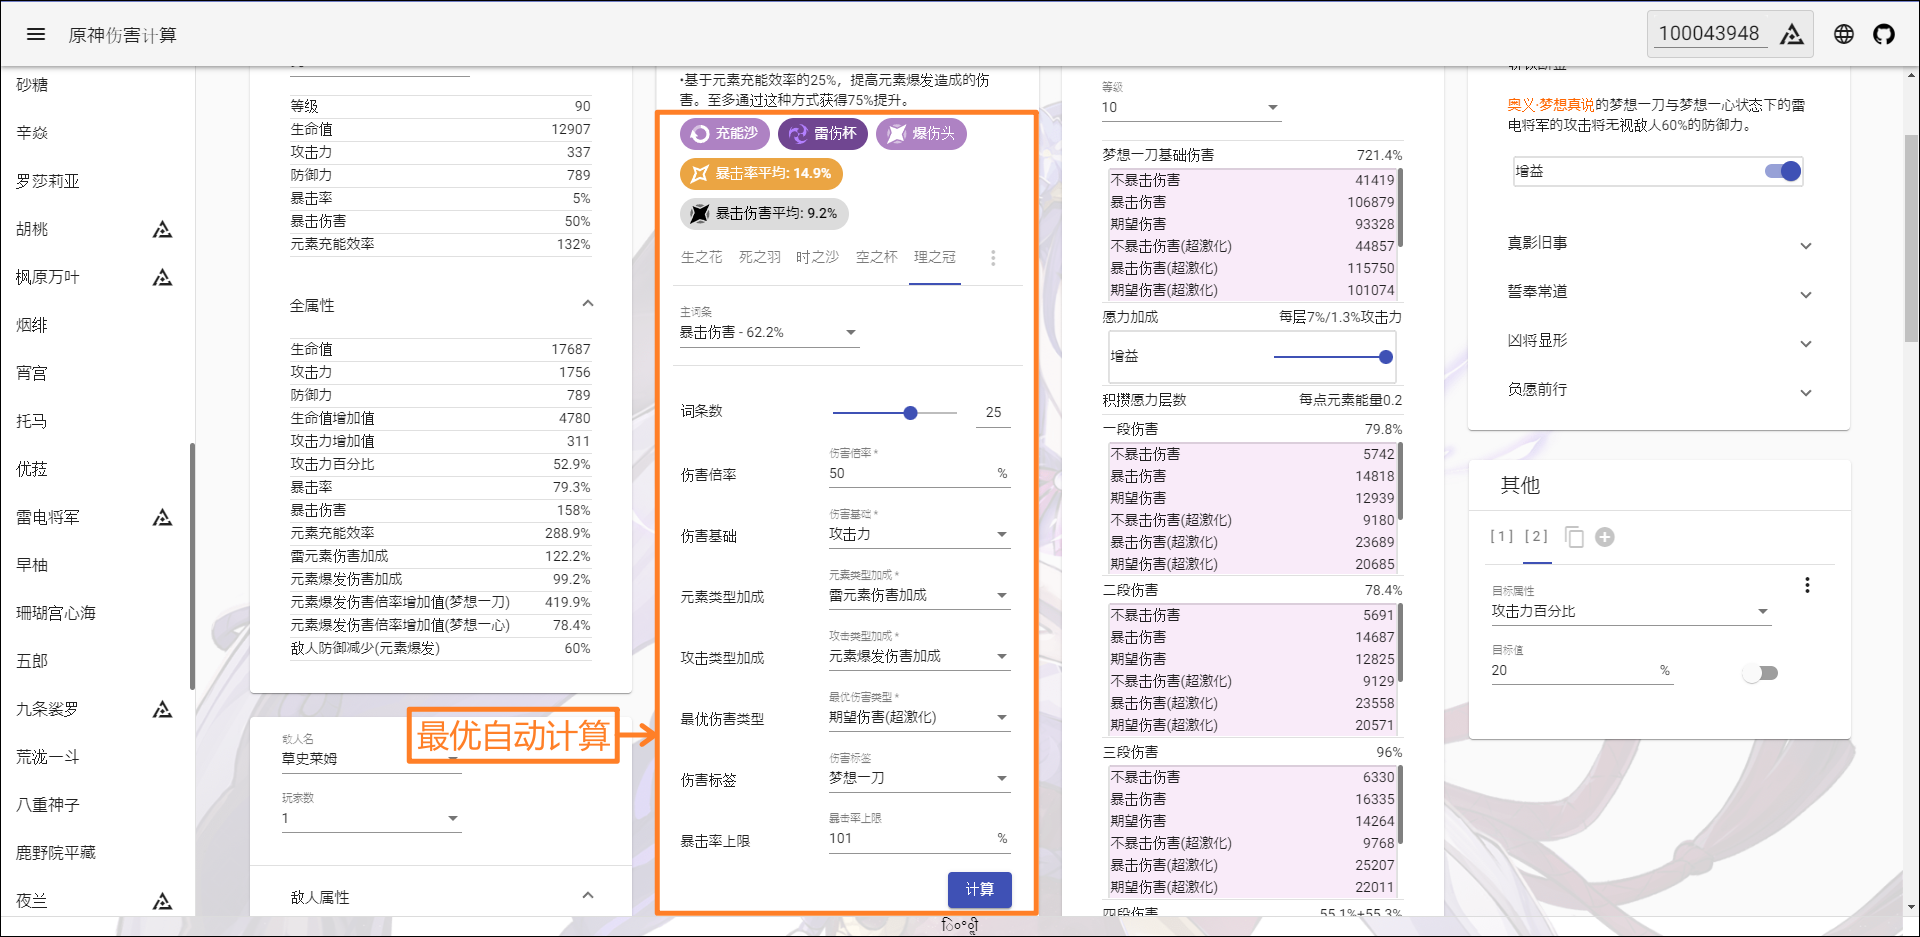 原神伤害计算
100043948
砂糖
辛焱
罗莎莉亚
胡桃
枫原万叶
烟绯
宵宫
托马
优菈
雷电将军
早柚
珊瑚宫心海
五郎
九条裟罗
荒泷一斗
八重神子
鹿野院平藏
夜兰
等级 90
生命值 12907
攻击力 337
防御力 789
暴击率 5%
暴击伤害 50%
元素充能效率 132%
全属性
生命值 17687
攻击力 1756
防御力 789
生命值增加值 4780
攻击力增加值 311
攻击力百分比 52.9%
暴击率 79.3%
暴击伤害 158%
元素充能效率 288.9%
雷元素伤害加成 122.2%
元素爆发伤害加成 99.2%
元素爆发伤害倍率增加值(梦想一刀) 419.9%
元素爆发伤害倍率增加值(梦想一心) 78.4%
敌人防御减少(元素爆发) 60%
敌人名
草史莱姆
玩家数
1
敌人属性
最优自动计算
•基于元素充能效率的25%，提高元素爆发造成的伤
害。至多通过这种方式获得75%提升。
充能沙 雷伤杯 爆伤头
暴击率平均: 14.9%
暴击伤害平均: 9.2%
生之花 死之羽 时之沙 空之杯 理之冠
主词条
暴击伤害 - 62.2%
词条数 25
伤害倍率 *
伤害倍率 50 %
伤害基础 *
伤害基础 攻击力
元素类型加成 *
元素类型加成 雷元素伤害加成
攻击类型加成 *
攻击类型加成 元素爆发伤害加成
最优伤害类型 *
最优伤害类型 期望伤害(超激化)
伤害标签
伤害标签 梦想一刀
暴击率上限
暴击率上限 101 %
计算
等级
10
梦想一刀基础伤害 721.4%
不暴击伤害 41419
暴击伤害 106879
期望伤害 93328
不暴击伤害(超激化) 44857
暴击伤害(超激化) 115750
期望伤害(超激化) 101074
愿力加成 每层7%/1.3%攻击力
增益
积攒愿力层数 每点元素能量0.2
一段伤害 79.8%
不暴击伤害 5742
暴击伤害 14818
期望伤害 12939
不暴击伤害(超激化) 9180
暴击伤害(超激化) 23689
期望伤害(超激化) 20685
二段伤害 78.4%
不暴击伤害 5691
暴击伤害 14687
期望伤害 12825
不暴击伤害(超激化) 9129
暴击伤害(超激化) 23558
期望伤害(超激化) 20571
三段伤害 96%
不暴击伤害 6330
暴击伤害 16335
期望伤害 14264
不暴击伤害(超激化) 9768
暴击伤害(超激化) 25207
期望伤害(超激化) 22011
四段伤害 55.1%+55.3%
奥义·梦想真说的梦想一刀与梦想一心状态下的雷
电将军的攻击将无视敌人60%的防御力。
增益
真影旧事
誓奉常道
凶将显形
负愿前行
其他
[1] [2]
目标属性
攻击力百分比
目标值
20 %